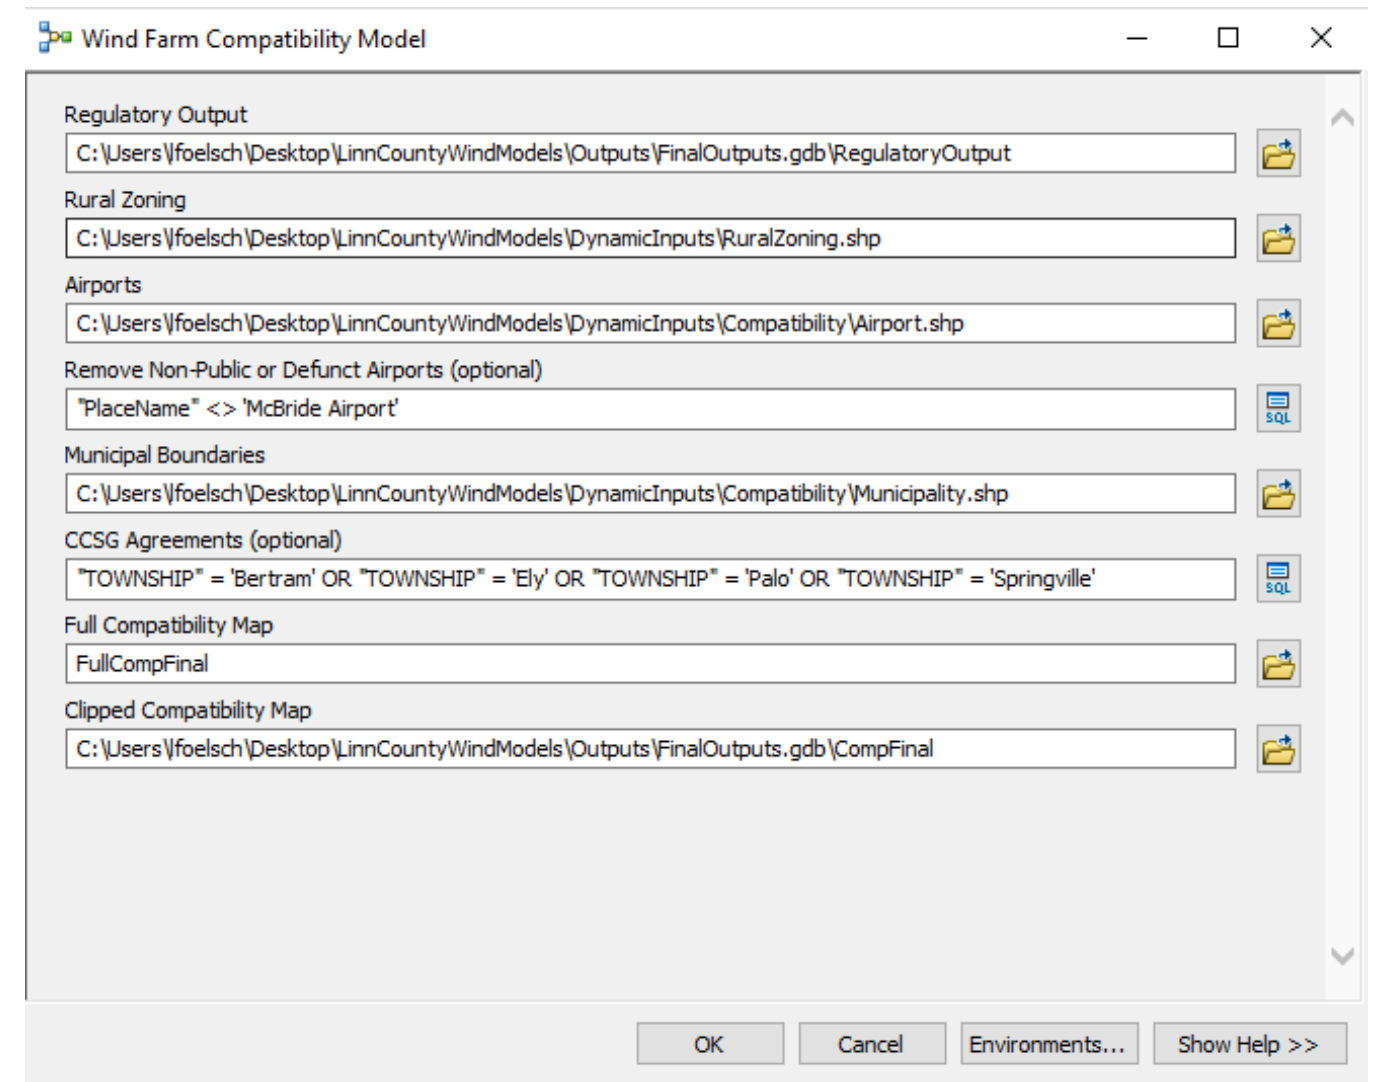 Wind Farm Compatibility Model
Regulatory Output
C:\Users\lfoelsch\Desktop\LinnCountyWindModels\Outputs\FinalOutputs.gdb\RegulatoryOutput
Rural Zoning
C:\Users\lfoelsch\Desktop\LinnCountyWindModels\DynamicInputs\RuralZoning.shp
Airports
C:\Users\lfoelsch\Desktop\LinnCountyWindModels\DynamicInputs\Compatibility\Airport.shp
Remove Non-Public or Defunct Airports (optional)
"PlaceName" <> 'McBride Airport'
SQL
Municipal Boundaries
C:\Users\lfoelsch\Desktop\LinnCountyWindModels\DynamicInputs\Compatibility\Municipality.shp
CCSG Agreements (optional)
"TOWNSHIP" = 'Bertram' OR "TOWNSHIP" = 'Ely' OR "TOWNSHIP" = 'Palo' OR "TOWNSHIP" = 'Springville'
SQL
Full Compatibility Map
FullCompFinal
Clipped Compatibility Map
C:\Users\lfoelsch\Desktop\LinnCountyWindModels\Outputs\FinalOutputs.gdb\CompFinal
OK Cancel Environments... Show Help >>